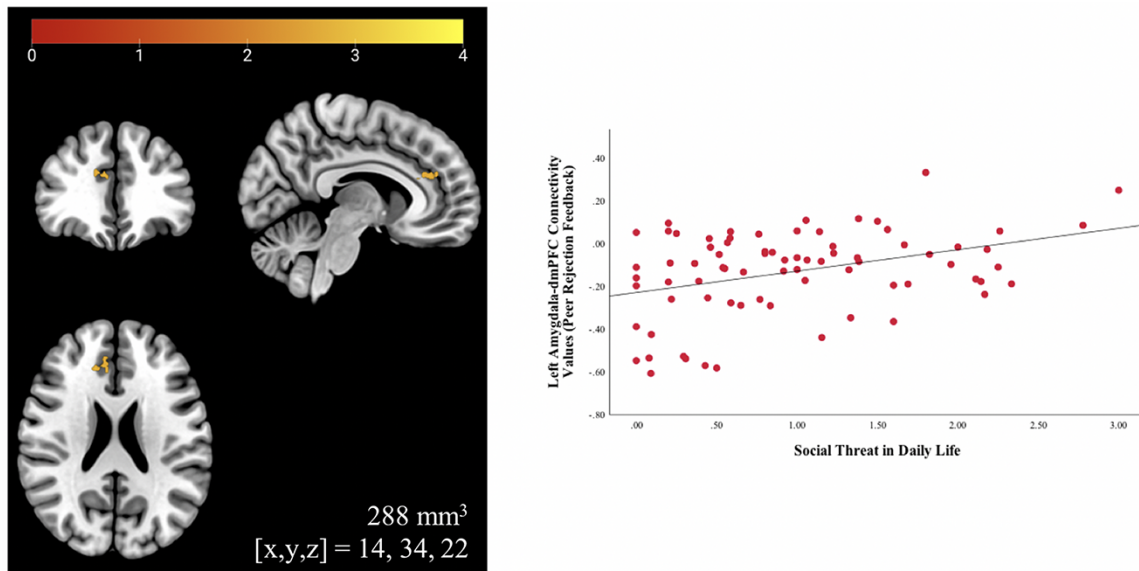 0 1 2 3 4
288 mm³
[x,y,z] = 14, 34, 22
Left Amygdala-dmPFC Connectivity
Values (Peer Rejection Feedback)
.40
.20
.00
-.20
-.40
-.60
-.80
.00 .50 1.00 1.50 2.00 2.50 3.00
Social Threat in Daily Life